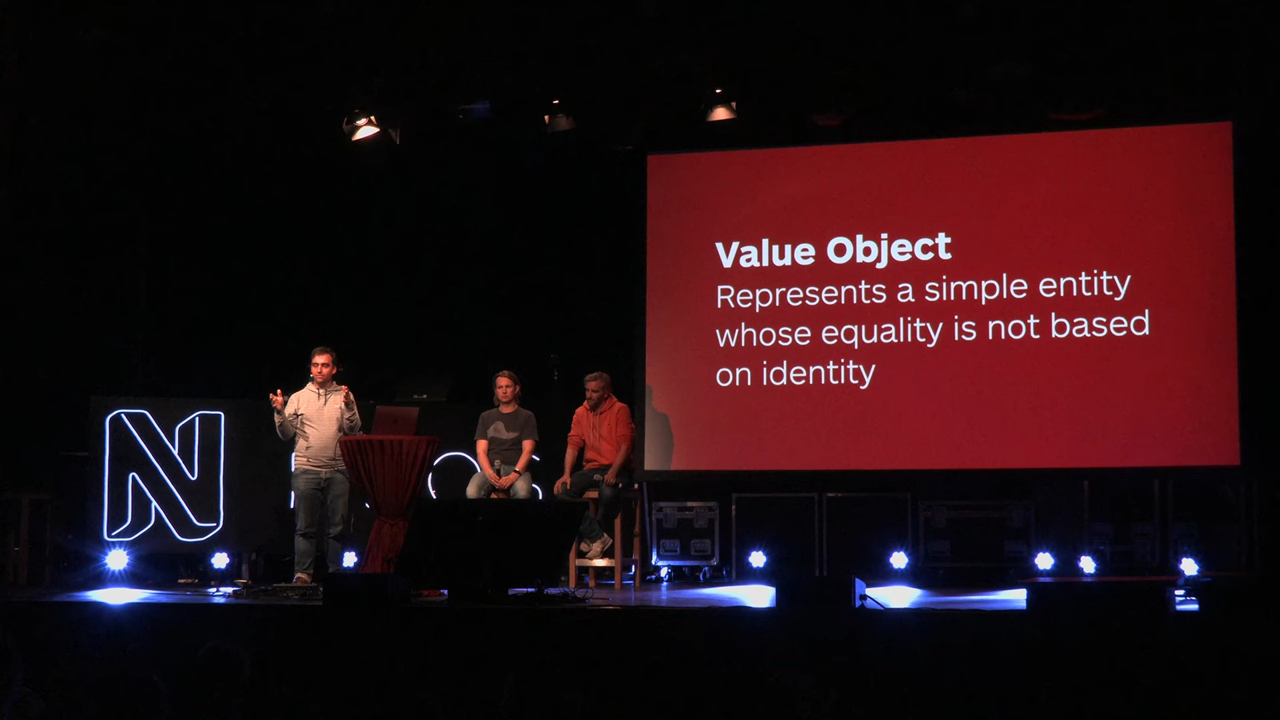 Value Object
Represents a simple entity
whose equality is not based
on identity
N